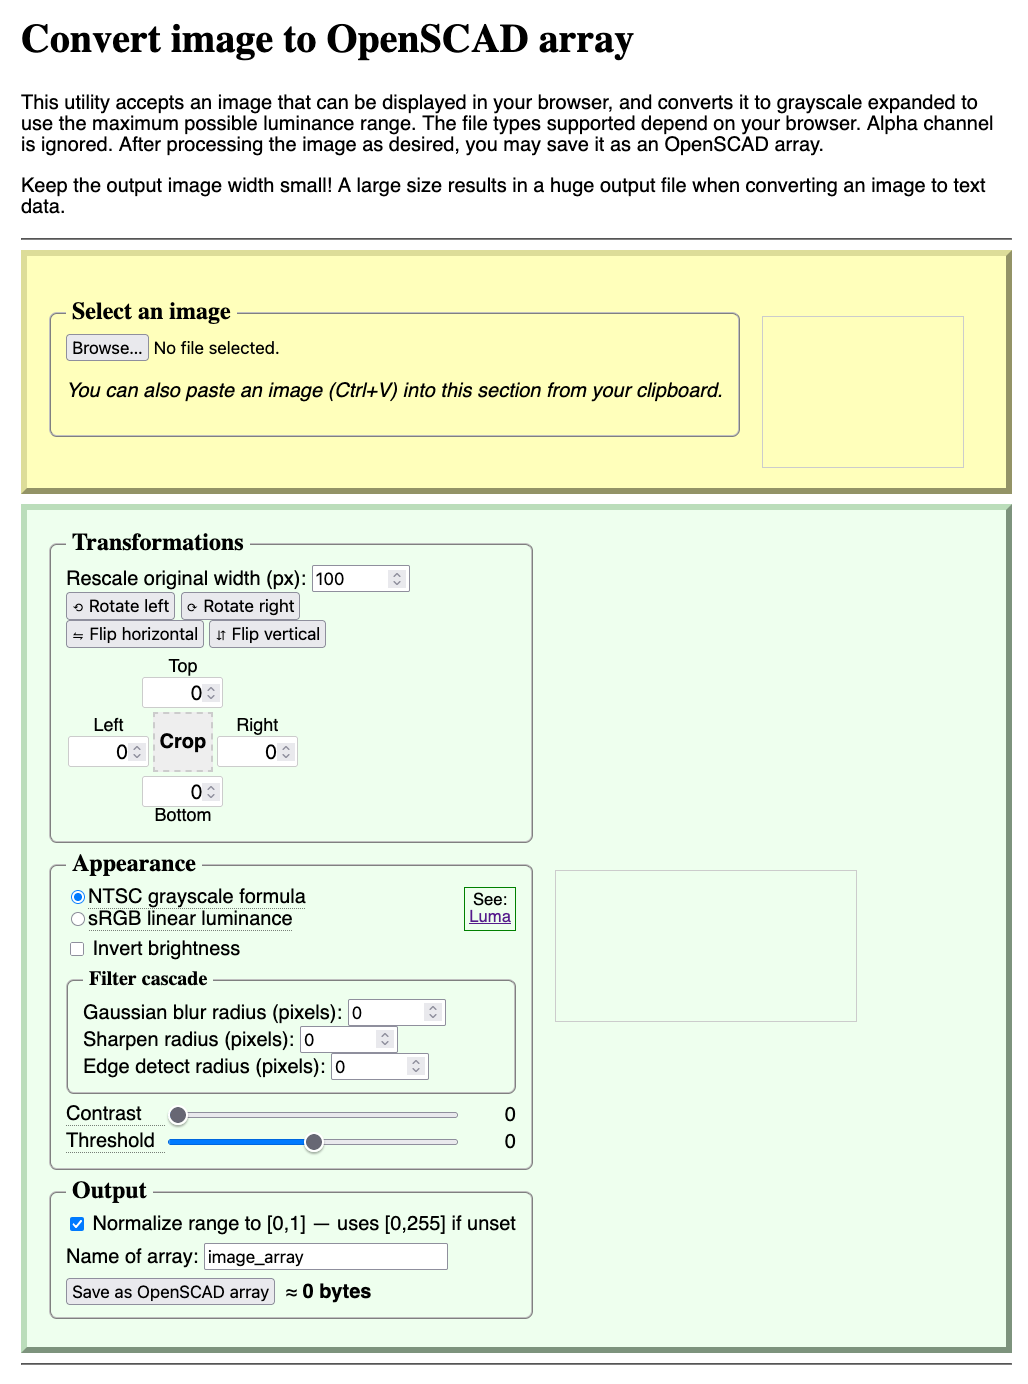 Convert image to OpenSCAD array
This utility accepts an image that can be displayed in your browser, and converts it to grayscale expanded to
use the maximum possible luminance range. The file types supported depend on your browser. Alpha channel
is ignored. After processing the image as desired, you may save it as an OpenSCAD array.
Keep the output image width small! A large size results in a huge output file when converting an image to text
data.
Select an image
Browse... No file selected.
You can also paste an image (Ctrl+V) into this section from your clipboard.
Transformations
Rescale original width (px): 100
⟲ Rotate left ⟳ Rotate right
⇋ Flip horizontal ⇵ Flip vertical
Top
0
Left Right
0 Crop 0
0
Bottom
Appearance
NTSC grayscale formula
sRGB linear luminance
See:
Luma
Invert brightness
Filter cascade
Gaussian blur radius (pixels): 0
Sharpen radius (pixels): 0
Edge detect radius (pixels): 0
Contrast 0
Threshold 0
Output
Normalize range to [0,1] — uses [0,255] if unset
Name of array: image_array
Save as OpenSCAD array ≈ 0 bytes